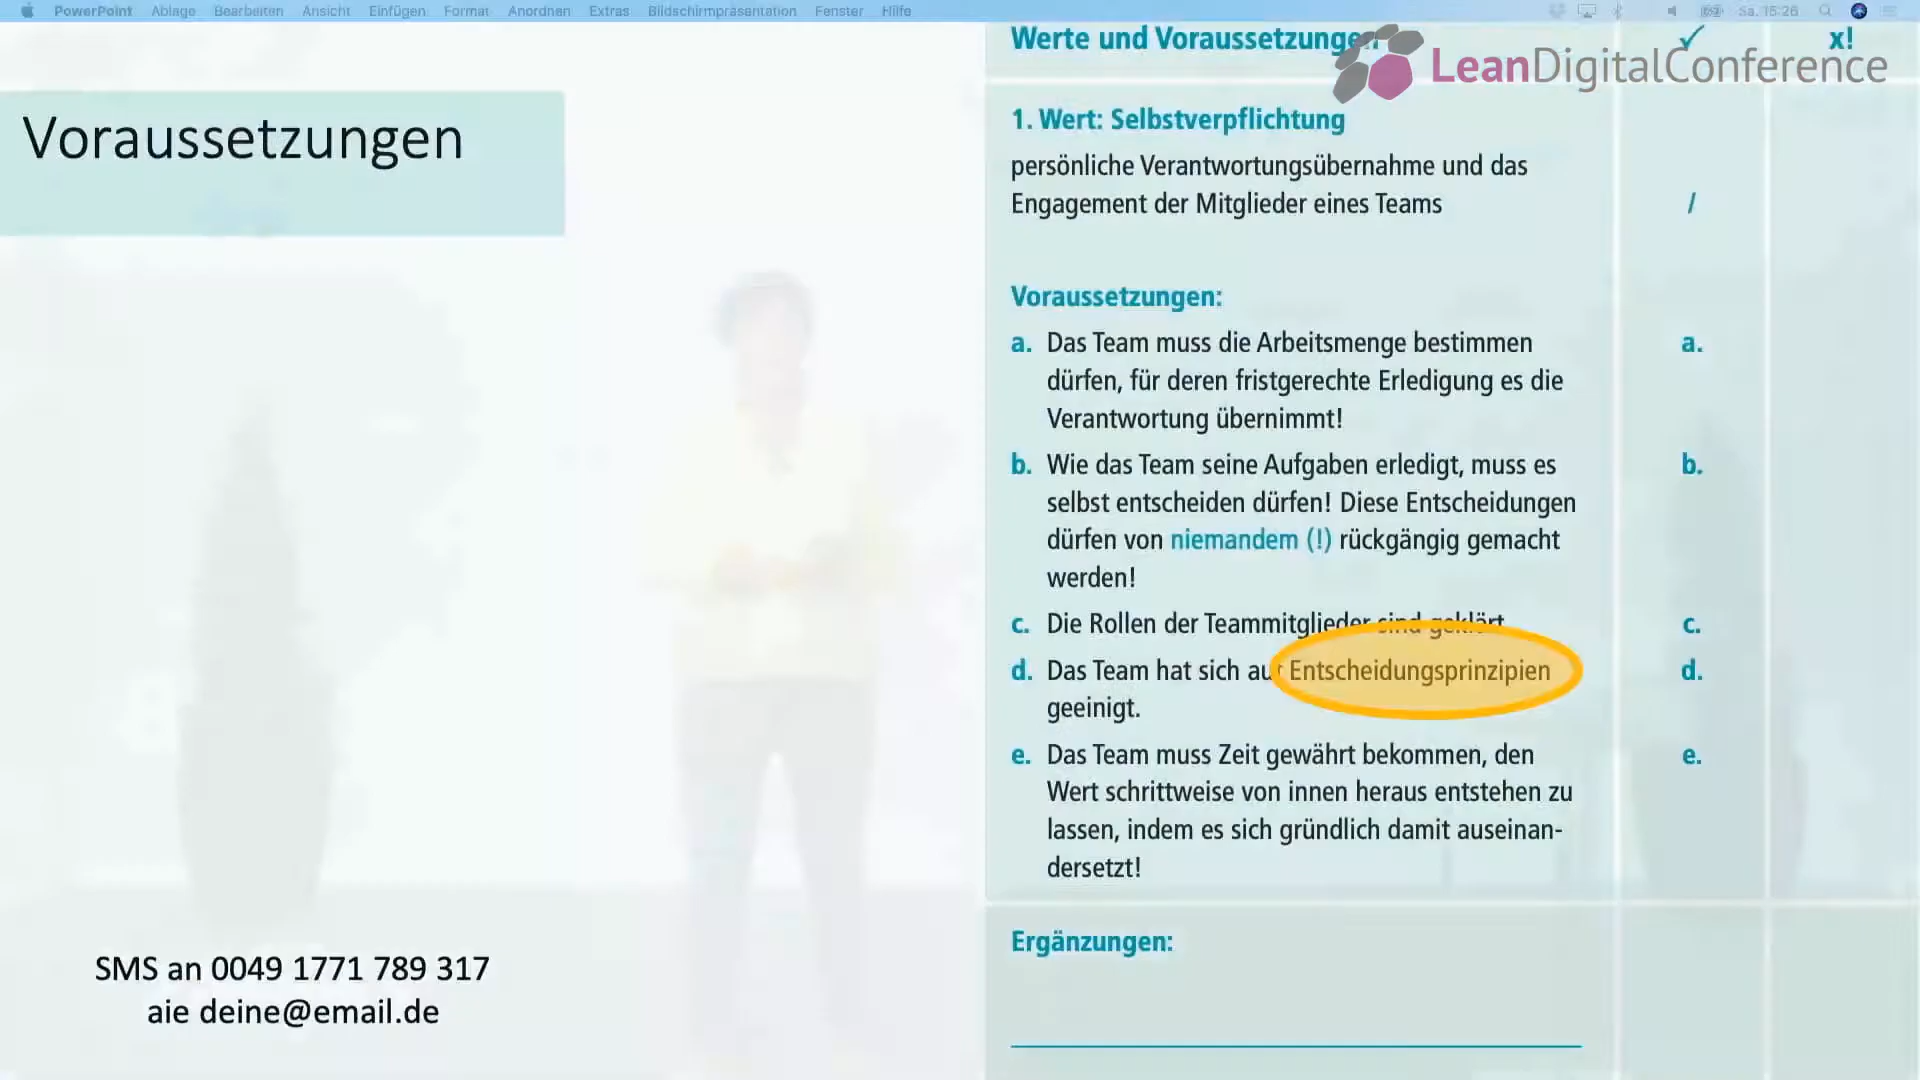 PowerPoint Ablage Bearbeiten Ansicht Einfügen Format Anordnen Extras Bildschirmpräsentation Fenster Hilfe Sa. 15:26
Werte und Voraussetzungen ✓ x!
LeanDigitalConference
Voraussetzungen
1. Wert: Selbstverpflichtung
persönliche Verantwortungsübernahme und das
Engagement der Mitglieder eines Teams /
Voraussetzungen:
a. Das Team muss die Arbeitsmenge bestimmen a.
dürfen, für deren fristgerechte Erledigung es die
Verantwortung übernimmt!
b. Wie das Team seine Aufgaben erledigt, muss es b.
selbst entscheiden dürfen! Diese Entscheidungen
dürfen von niemandem (!) rückgängig gemacht
werden!
c. Die Rollen der Teammitglieder sind geklärt c.
d. Das Team hat sich auf Entscheidungsprinzipien d.
geeinigt.
e. Das Team muss Zeit gewährt bekommen, den e.
Wert schrittweise von innen heraus entstehen zu
lassen, indem es sich gründlich damit auseinan-
dersetzt!
Ergänzungen:
SMS an 0049 1771 789 317
aie deine@email.de